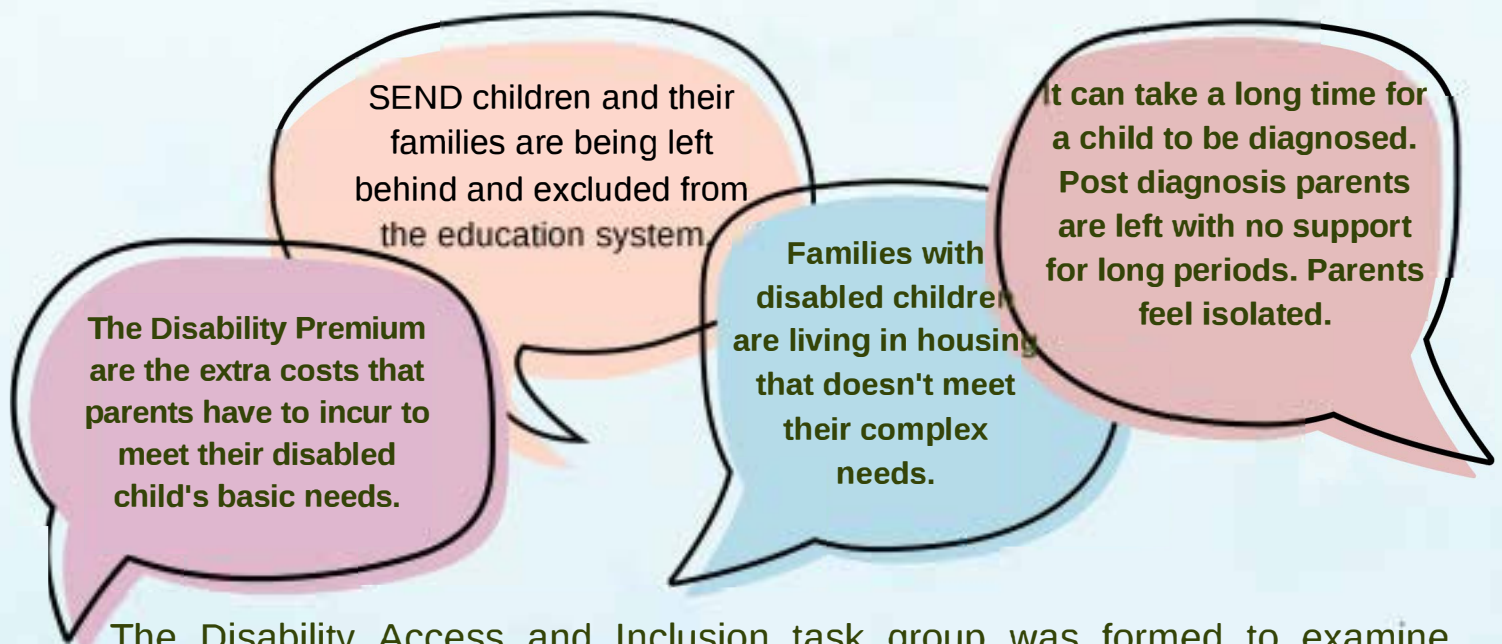 SEND children and their
families are being left
behind and excluded from
the education system.
It can take a long time for
a child to be diagnosed.
Post diagnosis parents
are left with no support
for long periods. Parents
feel isolated.
The Disability Premium
are the extra costs that
parents have to incur to
meet their disabled
child's basic needs.
Families with
disabled children
are living in housing
that doesn't meet
their complex
needs.
The Disability Access and Inclusion task group was formed to examine